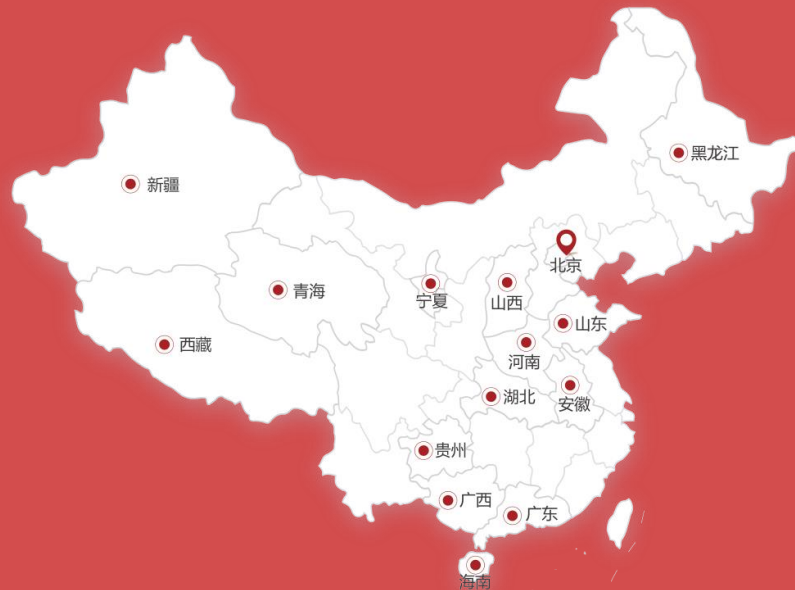 黑龙江
新疆
北京
青海
宁夏
山西
山东
西藏
河南
湖北
安徽
贵州
广西
广东
海南